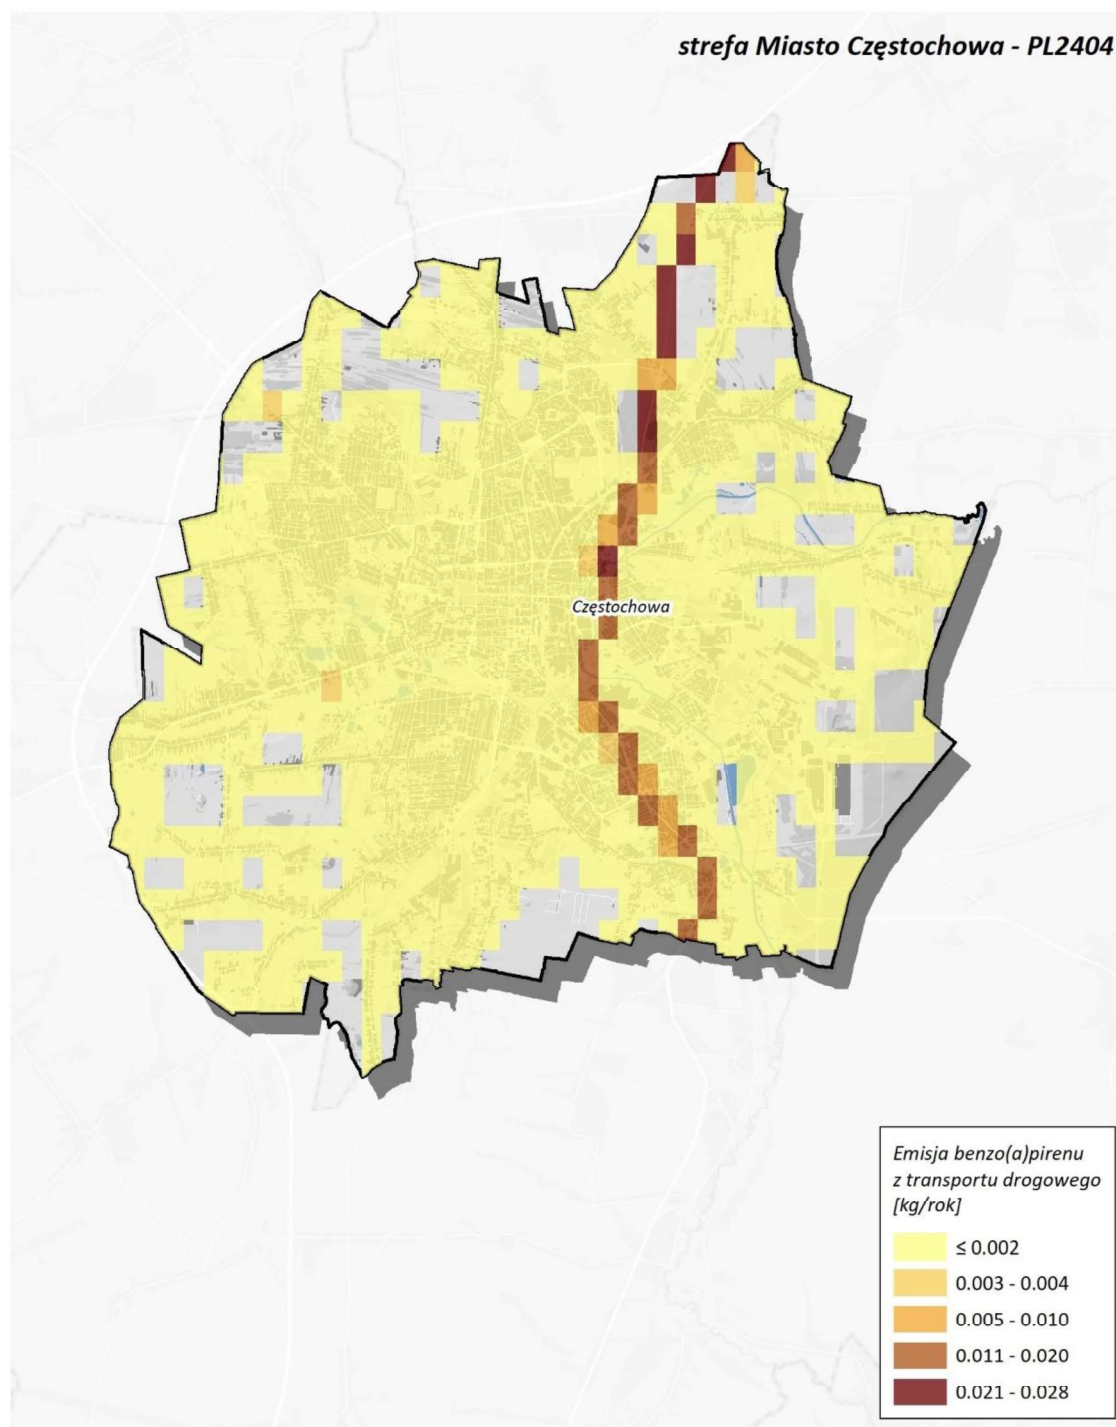 strefa Miasto Częstochowa - PL2404
Częstochowa
Emisja benzo(a)pirenu
z transportu drogowego
[kg/rok]
≤ 0.002
0.003 - 0.004
0.005 - 0.010
0.011 - 0.020
0.021 - 0.028